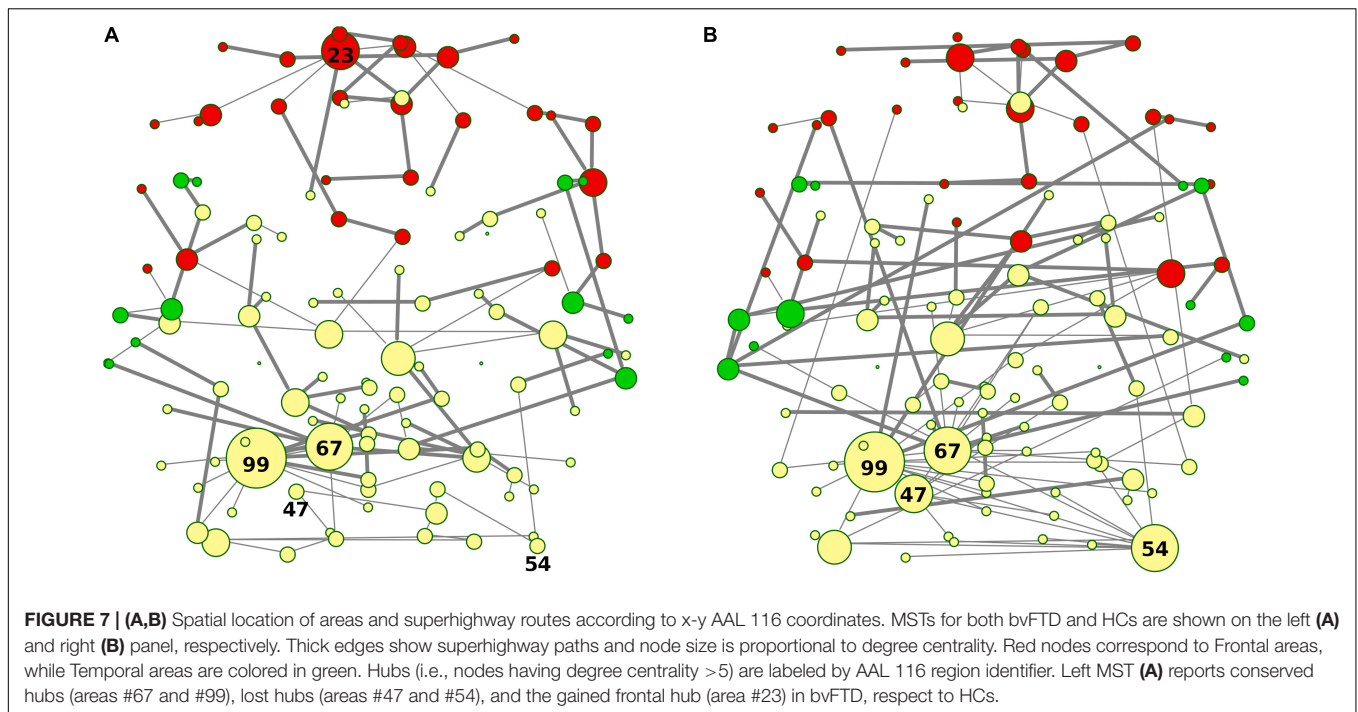 A
B
23
67
99
47
54
67
99
47
54
FIGURE 7 | (A,B) Spatial location of areas and superhighway routes according to x-y AAL 116 coordinates. MSTs for both bvFTD and HCs are shown on the left (A)
and right (B) panel, respectively. Thick edges show superhighway paths and node size is proportional to degree centrality. Red nodes correspond to Frontal areas,
while Temporal areas are colored in green. Hubs (i.e., nodes having degree centrality >5) are labeled by AAL 116 region identifier. Left MST (A) reports conserved
hubs (areas #67 and #99), lost hubs (areas #47 and #54), and the gained frontal hub (area #23) in bvFTD, respect to HCs.